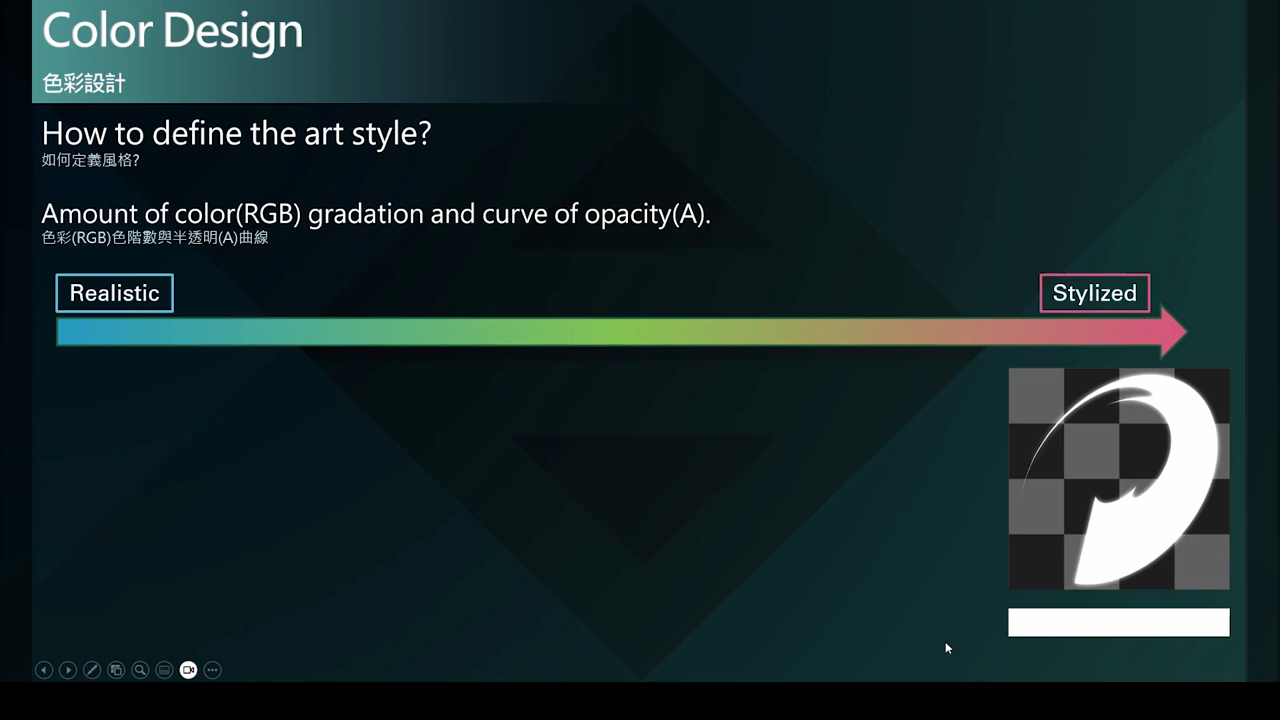 Color Design
色彩設計
How to define the art style?
如何定義風格?
Amount of color(RGB) gradation and curve of opacity(A).
色彩(RGB)色階數與半透明(A)曲線
Realistic
Stylized